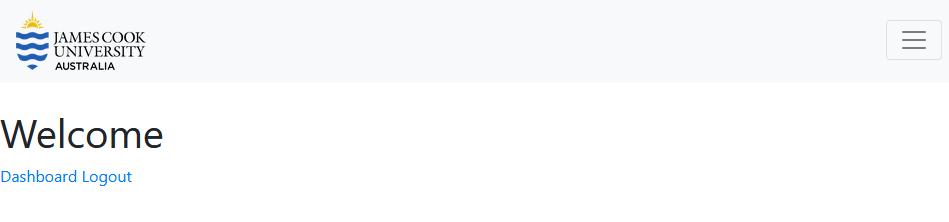 JAMES COOK
UNIVERSITY
AUSTRALIA
Welcome
Dashboard Logout